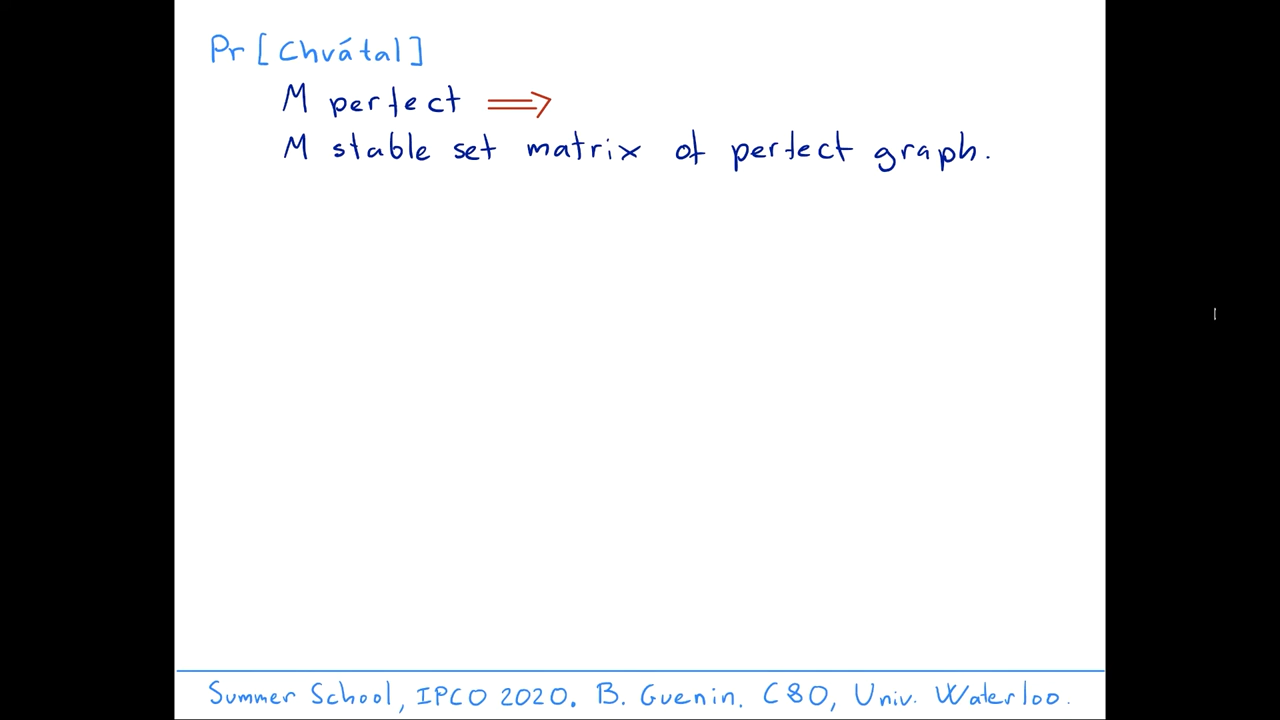 Pr [Chvátal]
M perfect ⟹
M stable set matrix of perfect graph.
Summer School, IPCO 2020. B. Guenin. C&O, Univ. Waterloo.